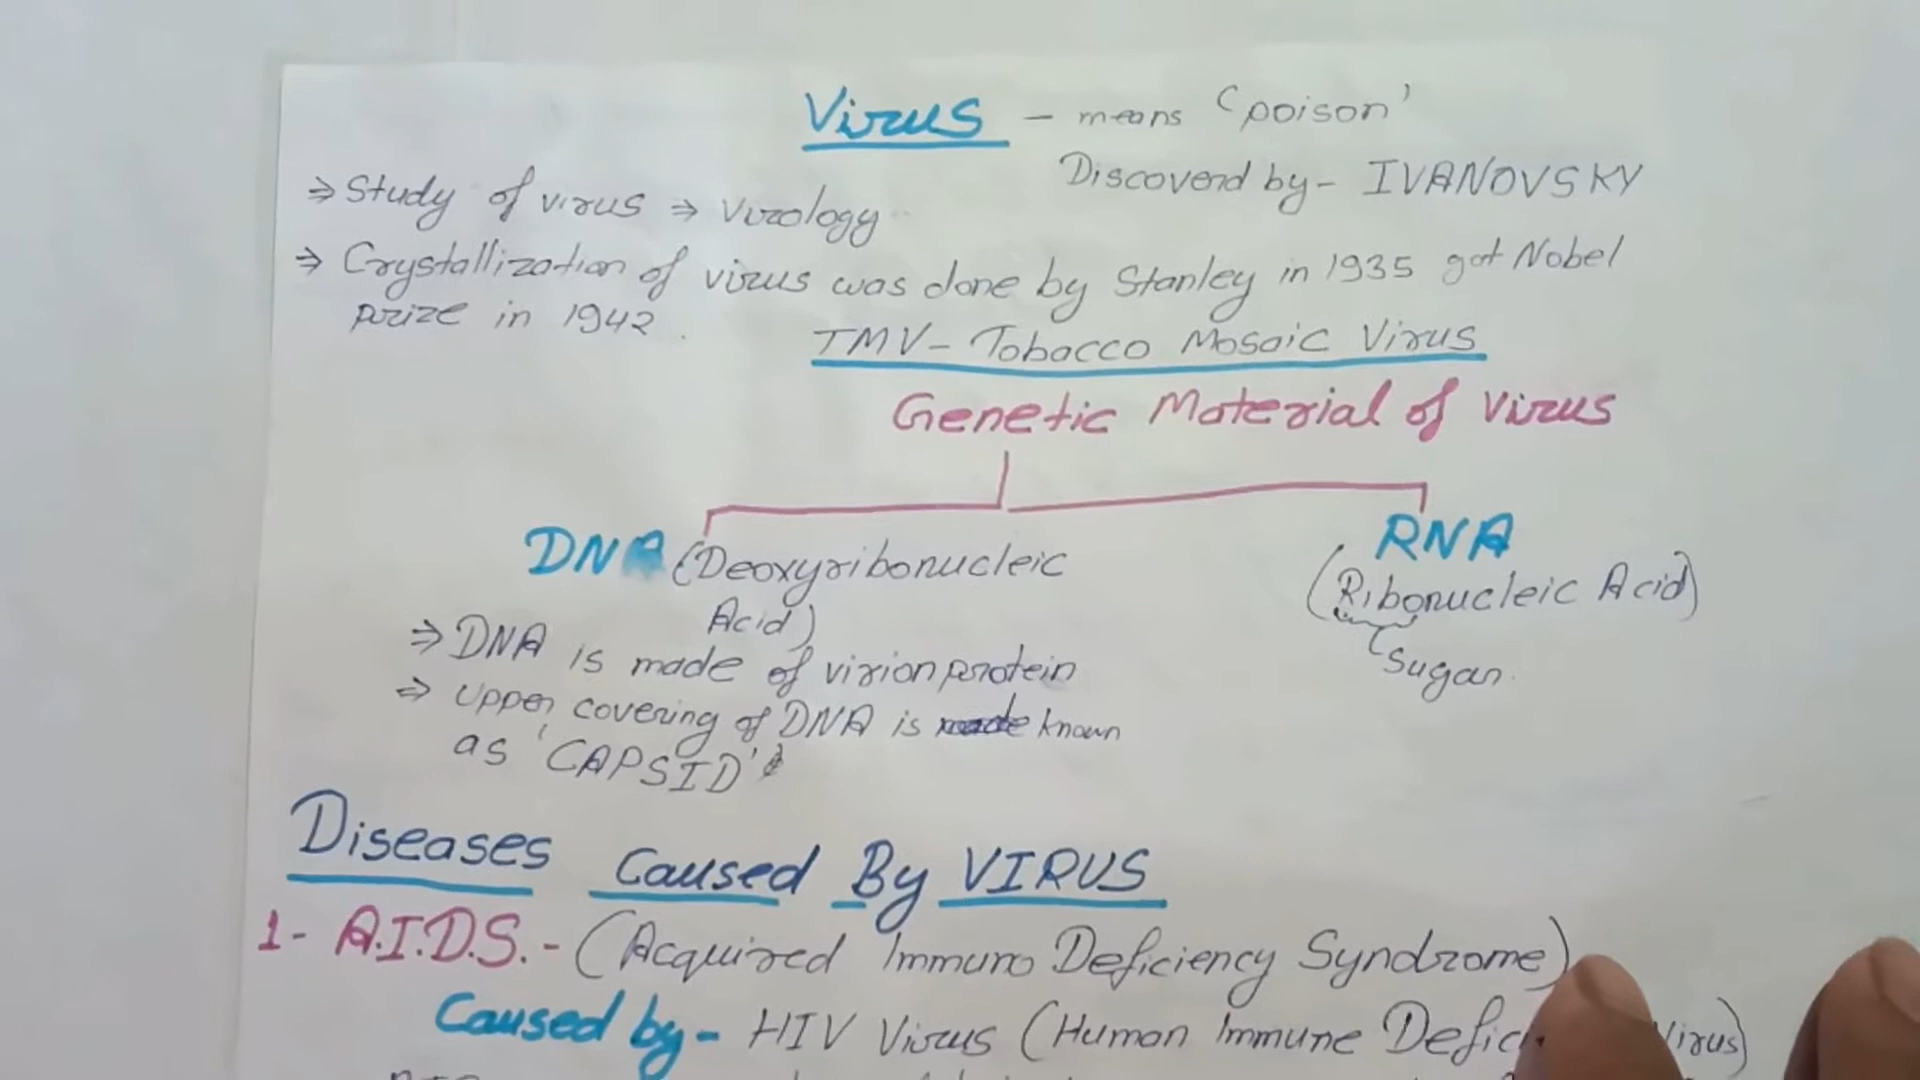 Virus - means 'poison'
Discoverd by - IVANOVSKY
⇒ Study of virus ⇒ Virology
⇒ Crystallization of virus was done by Stanley in 1935 got Nobel
prize in 1942.
TMV - Tobacco Mosaic Virus
Genetic Material of Virus
DNA (Deoxyribonucleic
Acid)
RNA
(Ribonucleic Acid)
Sugar.
⇒ DNA is made of virion protein
⇒ Upper covering of DNA is known
as 'CAPSID'
Diseases Caused By VIRUS
1- A.I.D.S. - (Acquired Immuno Deficiency Syndrome)
Caused by - HIV Virus (Human Immune Defici Virus)